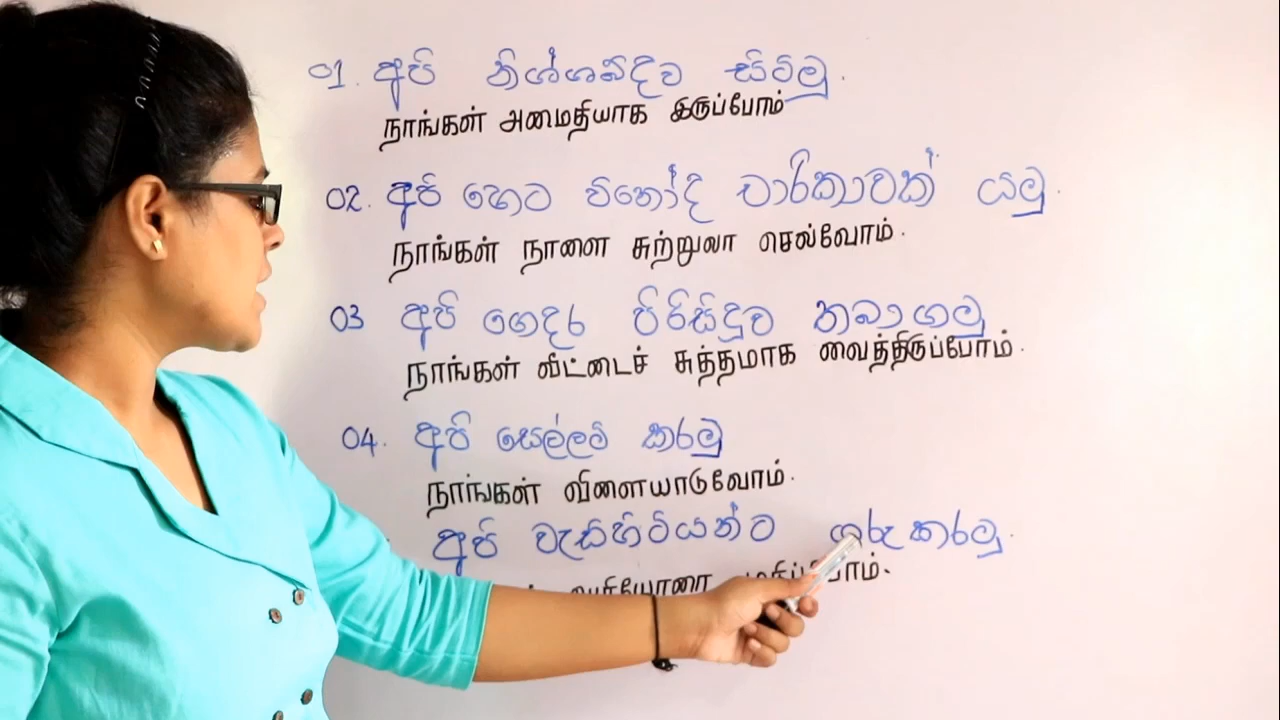 01. අපි නිශ්ශබ්දව සිටිමු.
நாங்கள் அமைதியாக இருப்போம்
02. අපි හෙට විනෝද චාරිකාවක් යමු.
நாங்கள் நாளை சுற்றுலா செல்வோம்.
03 අපි ගෙදර පිරිසිදුව තබා ගමු
நாங்கள் வீட்டைச் சுத்தமாக வைத்திருப்போம்.
04. අපි සෙල්ලම් කරමු
நாங்கள் விளையாடுவோம்.
අපි වැඩිහිටියන්ට ගරු කරමු.